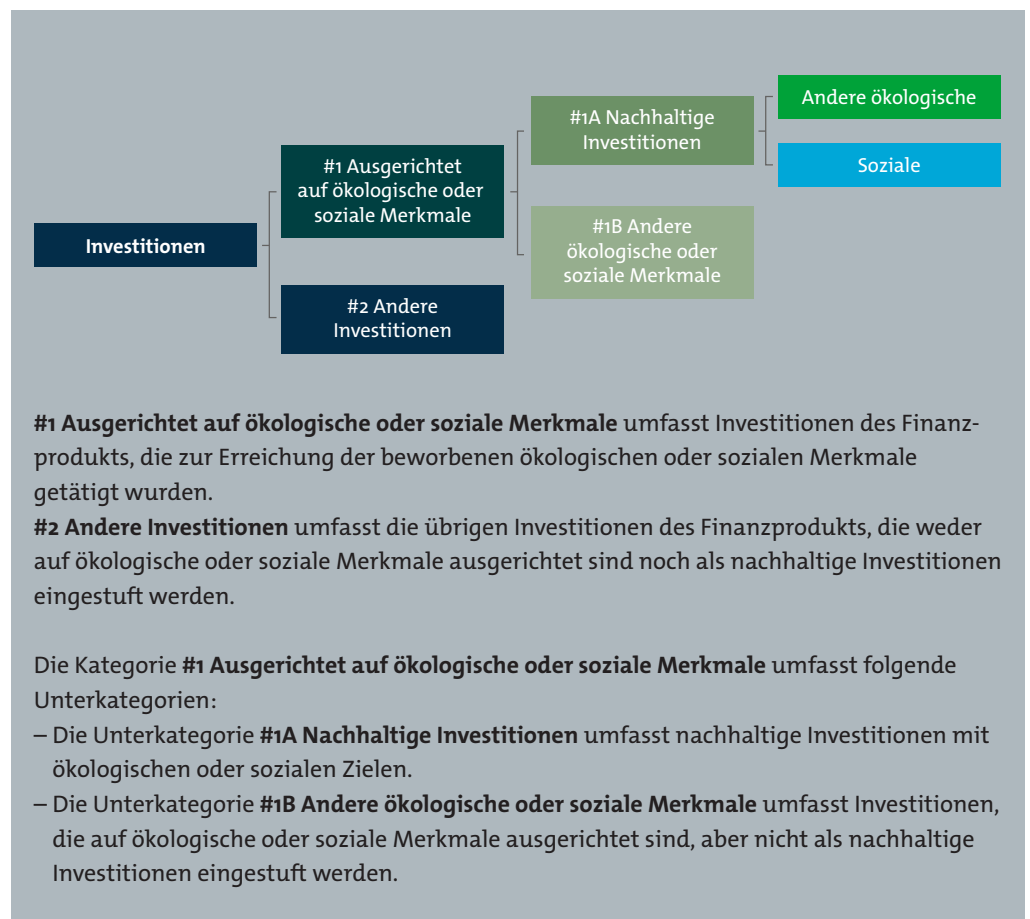 Investitionen
#1 Ausgerichtet
auf ökologische oder
soziale Merkmale
#2 Andere
Investitionen
#1A Nachhaltige
Investitionen
#1B Andere
ökologische oder
soziale Merkmale
Andere ökologische
Soziale
#1 Ausgerichtet auf ökologische oder soziale Merkmale umfasst Investitionen des Finanz-
produkts, die zur Erreichung der beworbenen ökologischen oder sozialen Merkmale
getätigt wurden.
#2 Andere Investitionen umfasst die übrigen Investitionen des Finanzprodukts, die weder
auf ökologische oder soziale Merkmale ausgerichtet sind noch als nachhaltige Investitionen
eingestuft werden.
Die Kategorie #1 Ausgerichtet auf ökologische oder soziale Merkmale umfasst folgende
Unterkategorien:
– Die Unterkategorie #1A Nachhaltige Investitionen umfasst nachhaltige Investitionen mit
ökologischen oder sozialen Zielen.
– Die Unterkategorie #1B Andere ökologische oder soziale Merkmale umfasst Investitionen,
die auf ökologische oder soziale Merkmale ausgerichtet sind, aber nicht als nachhaltige
Investitionen eingestuft werden.